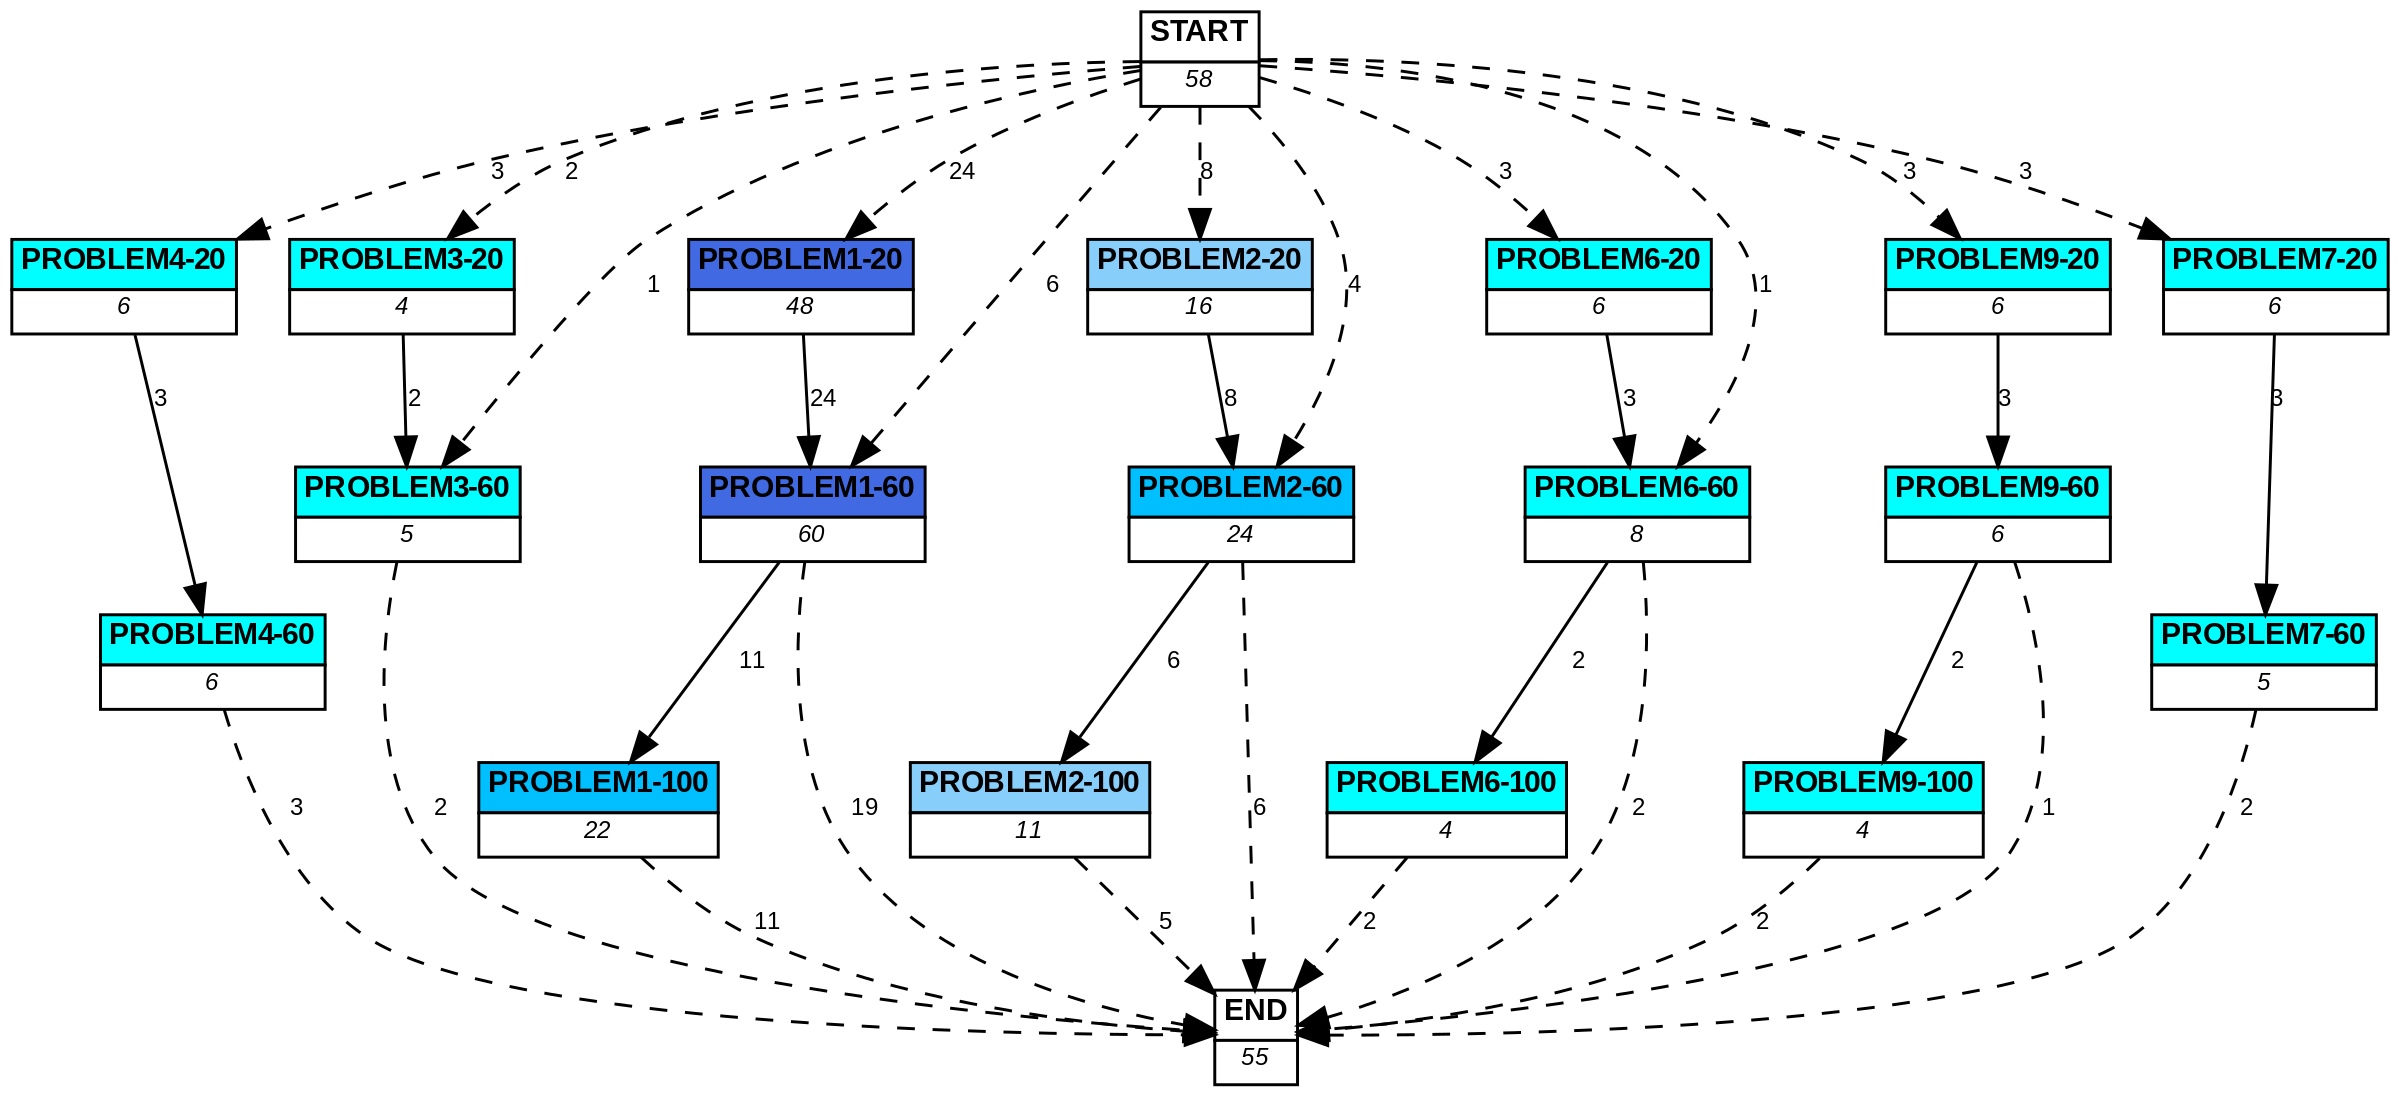 START
58
3
2
24
8
3
3
3
PROBLEM4-20
6
PROBLEM3-20
4
1
PROBLEM1-20
48
6
PROBLEM2-20
16
4
PROBLEM6-20
6
1
PROBLEM9-20
6
PROBLEM7-20
6
3
2
24
8
3
3
3
PROBLEM3-60
5
PROBLEM1-60
60
PROBLEM2-60
24
PROBLEM6-60
8
PROBLEM9-60
6
PROBLEM4-60
6
11
6
2
2
PROBLEM7-60
5
3
2
PROBLEM1-100
22
19
PROBLEM2-100
11
6
PROBLEM6-100
4
2
PROBLEM9-100
4
1
2
11
5
2
2
END
55